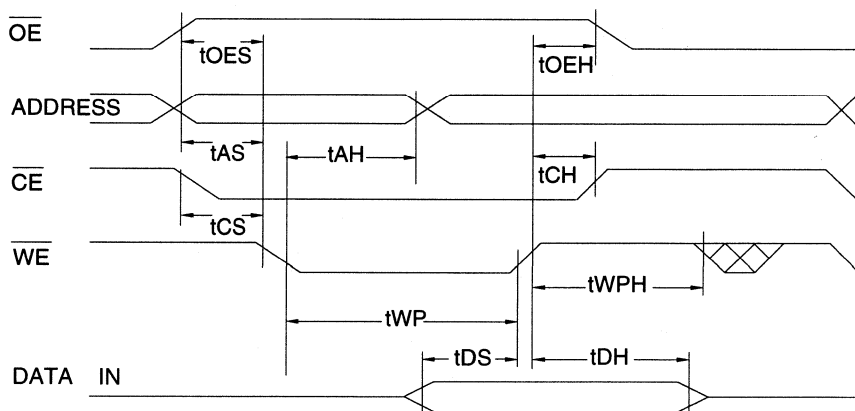 OE
tOES
tOEH
ADDRESS
tAS
tAH
tCH
CE
tCS
WE
tWPH
tWP
tDS
tDH
DATA IN